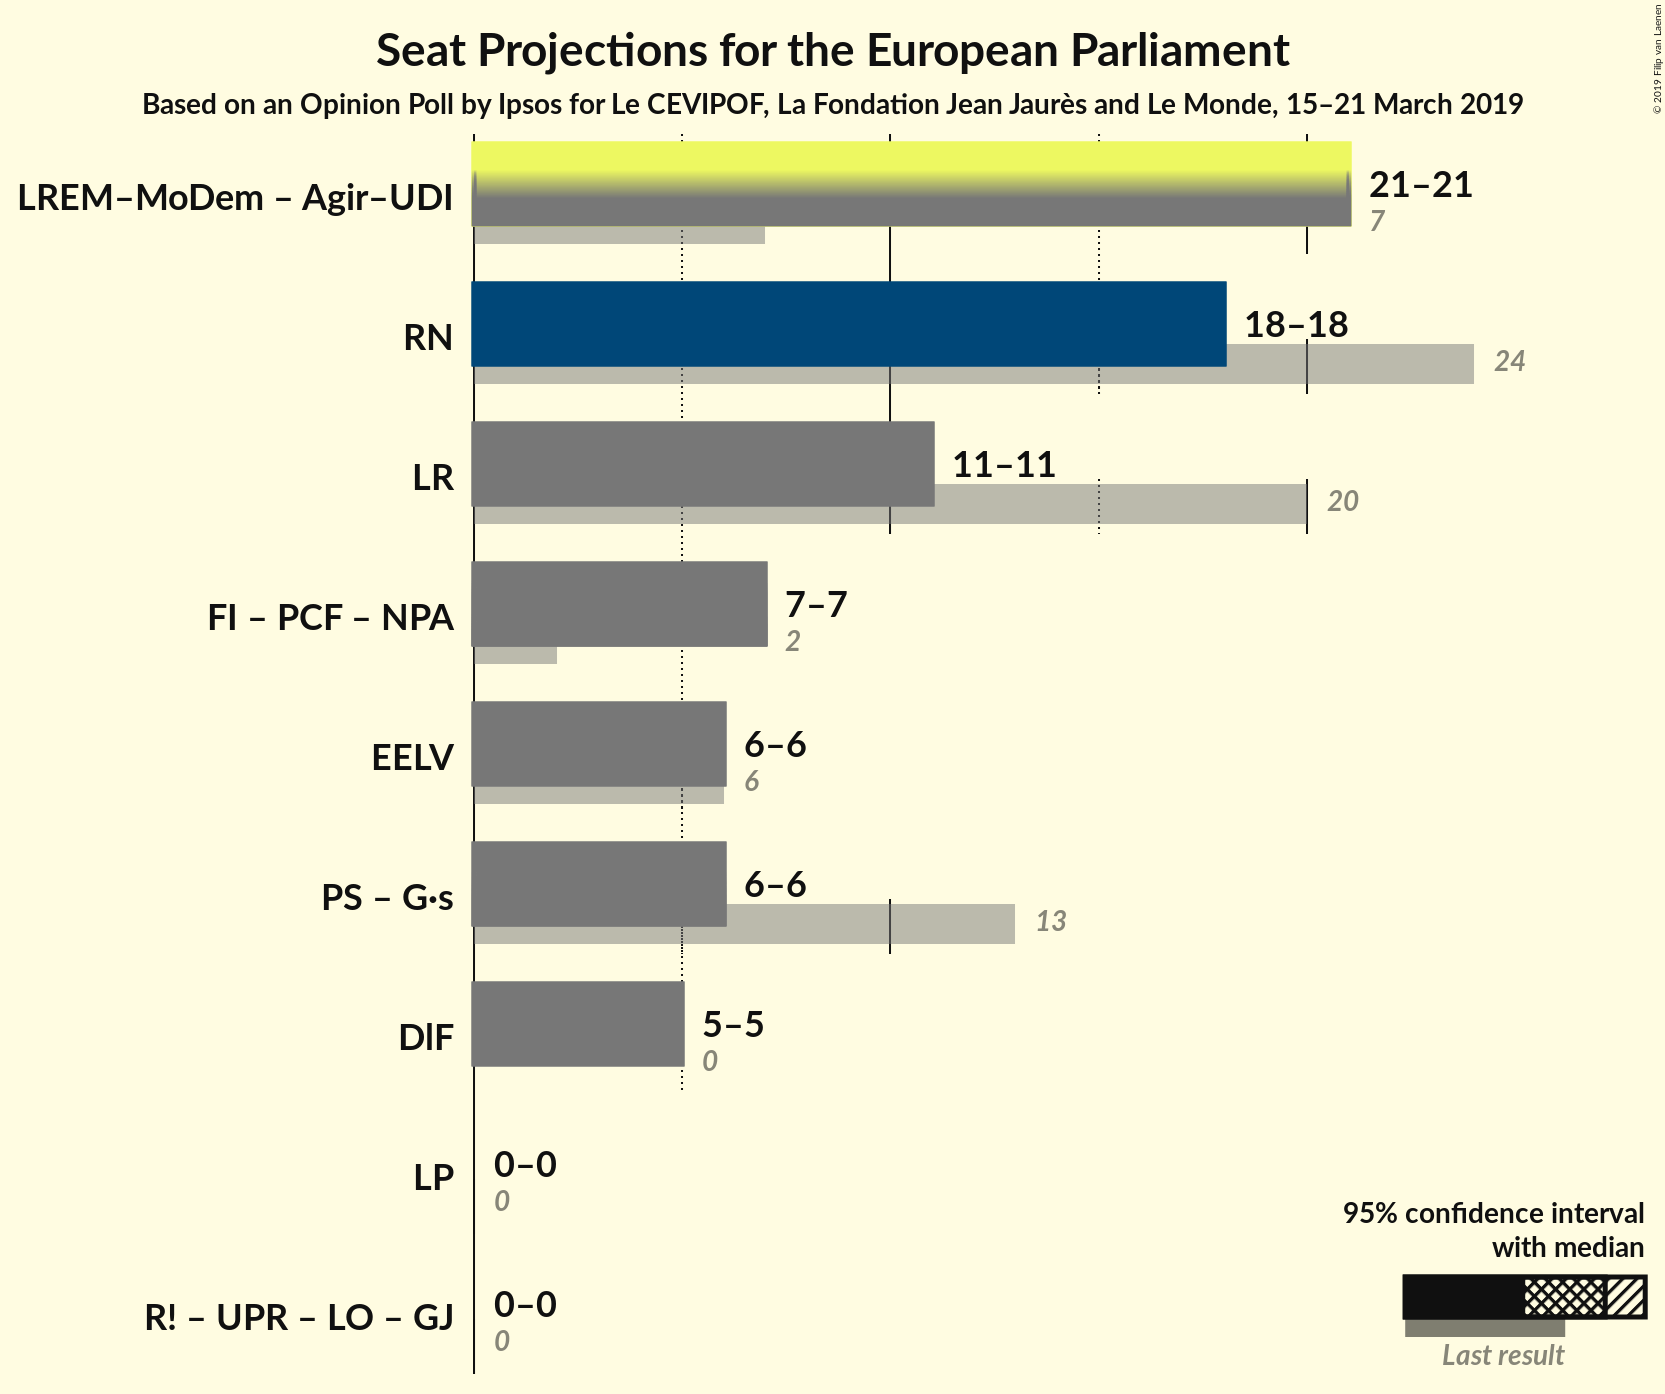 Seat Projections for the European Parliament
Based on an Opinion Poll by Ipsos for Le CEVIPOF, La Fondation Jean Jaurès and Le Monde, 15–21 March 2019
© 2019 Filip van Laenen
LREM–MoDem – Agir–UDI
21–21
7
RN
18–18
24
LR
11–11
20
FI – PCF – NPA
7–7
2
EELV
6–6
6
PS – G·s
6–6
13
DlF
5–5
0
LP
0–0
0
R! – UPR – LO – GJ
0–0
0
95% confidence interval
with median
Last result